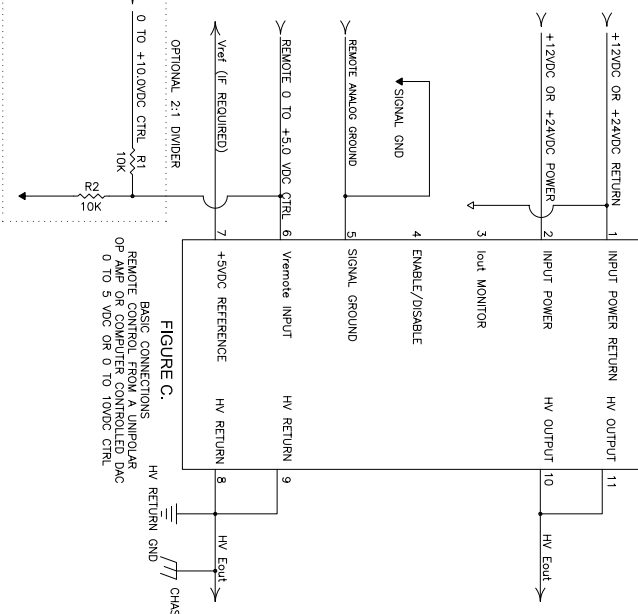 +12VDC OR +24VDC RETURN
+12VDC OR +24VDC POWER
SIGNAL GND
REMOTE ANALOG GROUND
REMOTE 0 TO +5.0 VDC CTRL
Vref (IF REQUIRED)
OPTIONAL 2:1 DIVIDER
0 TO +10.0VDC CTRL
R1
10K
R2
10K
1
INPUT POWER RETURN
2
INPUT POWER
3
Iout MONITOR
4
ENABLE/DISABLE
5
SIGNAL GROUND
6
Vremote INPUT
7
+5VDC REFERENCE
HV OUTPUT
11
HV OUTPUT
10
HV RETURN
9
HV RETURN
8
HV Eout
HV Eout
HV RETURN GND
CHAS
FIGURE C.
BASIC CONNECTIONS
REMOTE CONTROL FROM A UNIPOLAR
OP AMP OR COMPUTER CONTROLLED DAC
0 TO 5 VDC OR 0 TO 10VDC CTRL